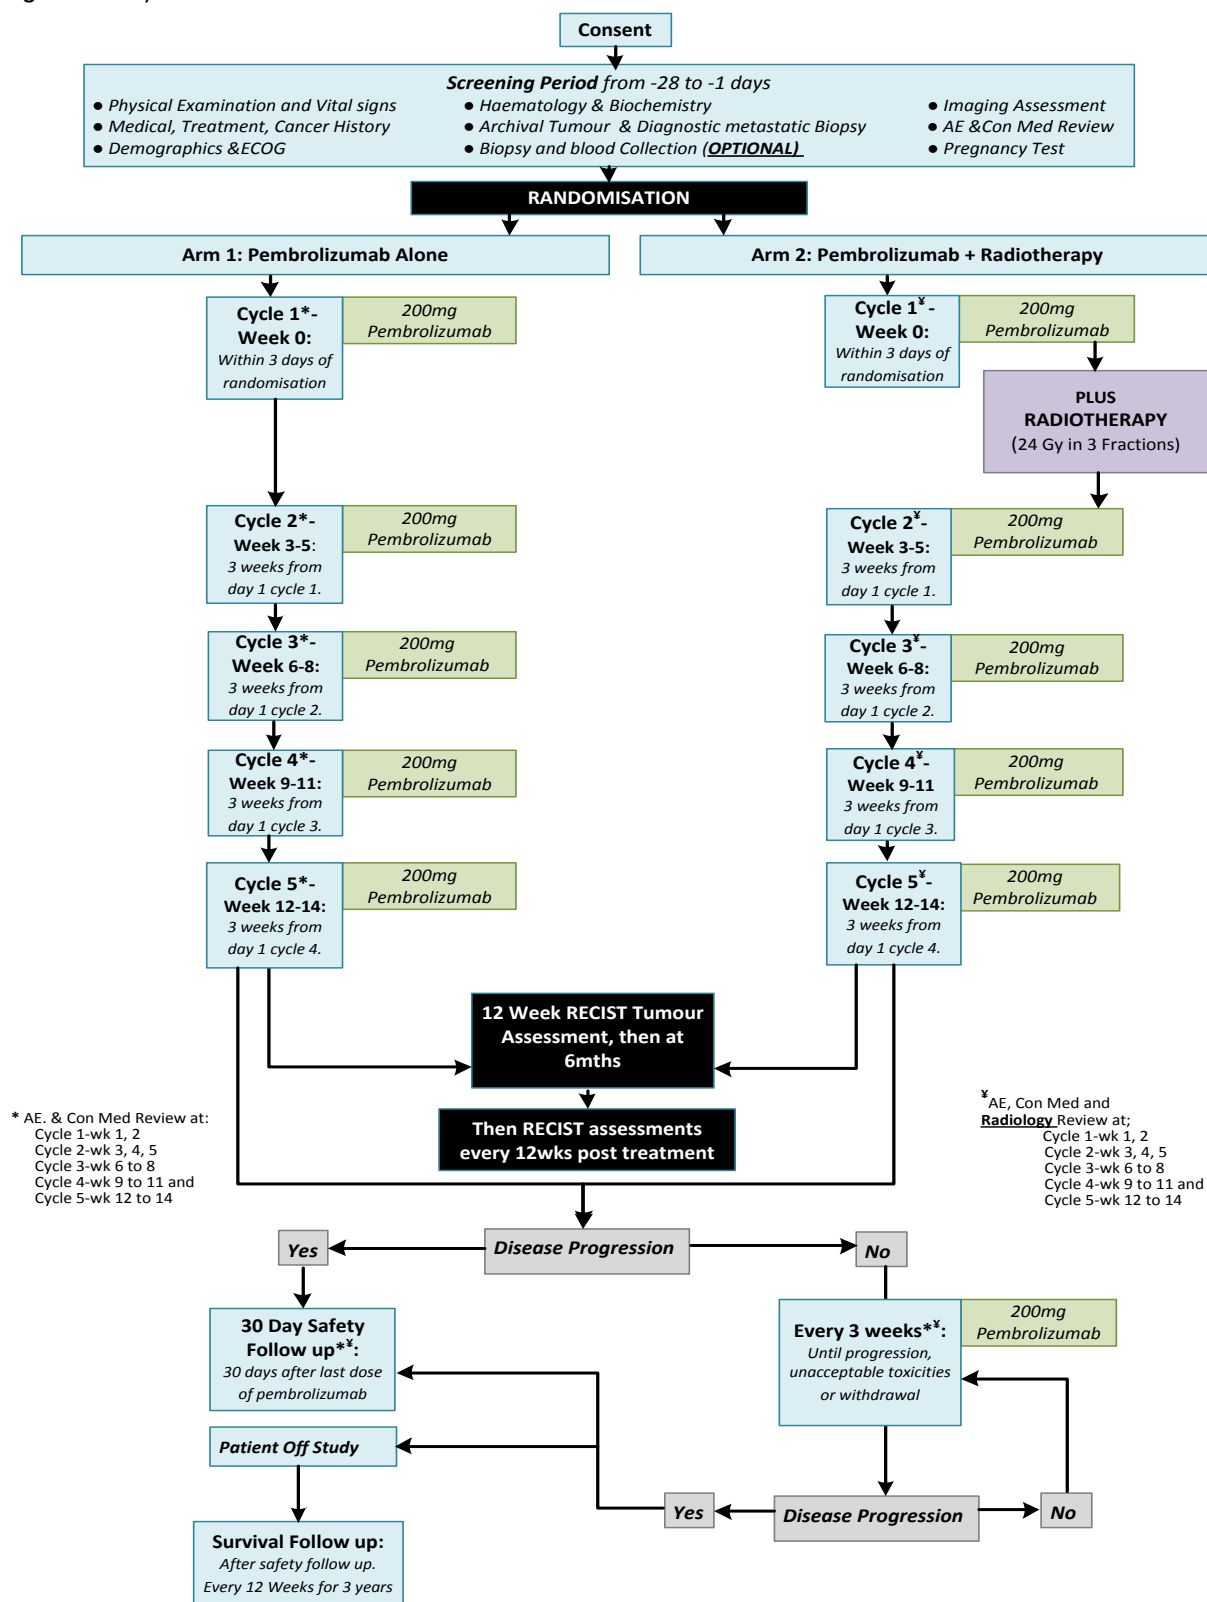 Consent
Screening Period from -28 to -1 days
● Physical Examination and Vital signs
● Medical, Treatment, Cancer History
● Demographics &ECOG
● Haematology & Biochemistry
● Archival Tumour & Diagnostic metastatic Biopsy
● Biopsy and blood Collection (OPTIONAL)
● Imaging Assessment
● AE &Con Med Review
● Pregnancy Test
RANDOMISATION
Arm 1: Pembrolizumab Alone
Arm 2: Pembrolizumab + Radiotherapy
Cycle 1*-
Week 0:
Within 3 days of
randomisation
200mg
Pembrolizumab
Cycle 1¥ -
Week 0:
Within 3 days of
randomisation
200mg
Pembrolizumab
PLUS
RADIOTHERAPY
(24 Gy in 3 Fractions)
Cycle 2*-
Week 3-5:
3 weeks from
day 1 cycle 1.
200mg
Pembrolizumab
Cycle 2¥-
Week 3-5:
3 weeks from
day 1 cycle 1.
200mg
Pembrolizumab
Cycle 3*-
Week 6-8:
3 weeks from
day 1 cycle 2.
200mg
Pembrolizumab
Cycle 3¥-
Week 6-8:
3 weeks from
day 1 cycle 2.
200mg
Pembrolizumab
Cycle 4*-
Week 9-11:
3 weeks from
day 1 cycle 3.
200mg
Pembrolizumab
Cycle 4¥-
Week 9-11
3 weeks from
day 1 cycle 3.
200mg
Pembrolizumab
Cycle 5*-
Week 12-14:
3 weeks from
day 1 cycle 4.
200mg
Pembrolizumab
Cycle 5¥-
Week 12-14:
3 weeks from
day 1 cycle 4.
200mg
Pembrolizumab
12 Week RECIST Tumour
Assessment, then at
6mths
Then RECIST assessments
every 12wks post treatment
* AE. & Con Med Review at:
Cycle 1-wk 1, 2
Cycle 2-wk 3, 4, 5
Cycle 3-wk 6 to 8
Cycle 4-wk 9 to 11 and
Cycle 5-wk 12 to 14
¥AE, Con Med and
Radiology Review at;
Cycle 1-wk 1, 2
Cycle 2-wk 3, 4, 5
Cycle 3-wk 6 to 8
Cycle 4-wk 9 to 11 and
Cycle 5-wk 12 to 14
Yes
Disease Progression
No
30 Day Safety
Follow up*¥:
30 days after last dose
of pembrolizumab
Every 3 weeks*¥:
Until progression,
unacceptable toxicities
or withdrawal
200mg
Pembrolizumab
Patient Off Study
Yes
Disease Progression
No
Survival Follow up:
After safety follow up.
Every 12 Weeks for 3 years